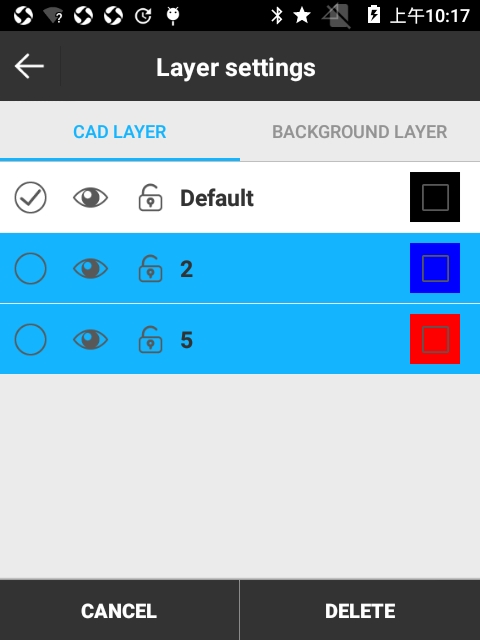 上午10:17
Layer settings
CAD LAYER
BACKGROUND LAYER
Default
2
5
CANCEL
DELETE